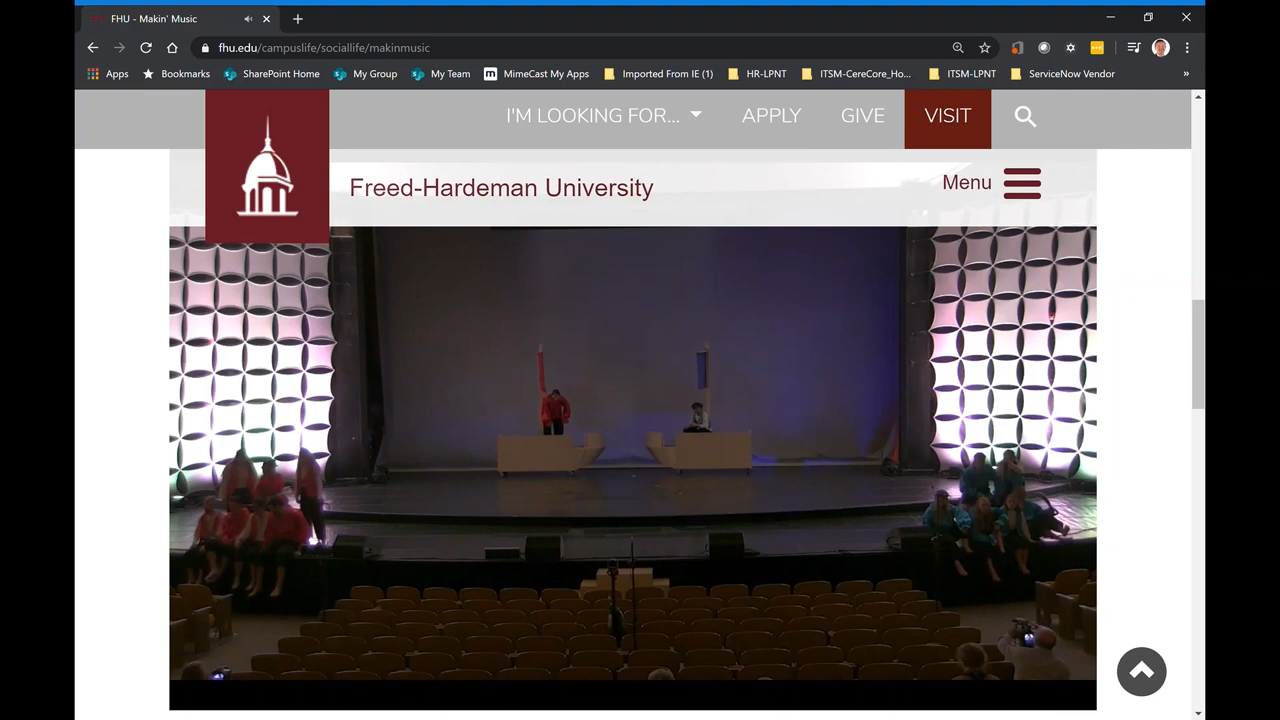 FHU - Makin' Music
fhu.edu/campuslife/sociallife/makinmusic
Apps Bookmarks SharePoint Home My Group My Team MimeCast My Apps Imported From IE (1) HR-LPNT ITSM-CereCore_Ho... ITSM-LPNT ServiceNow Vendor »
I'M LOOKING FOR... APPLY GIVE VISIT
Freed-Hardeman University Menu